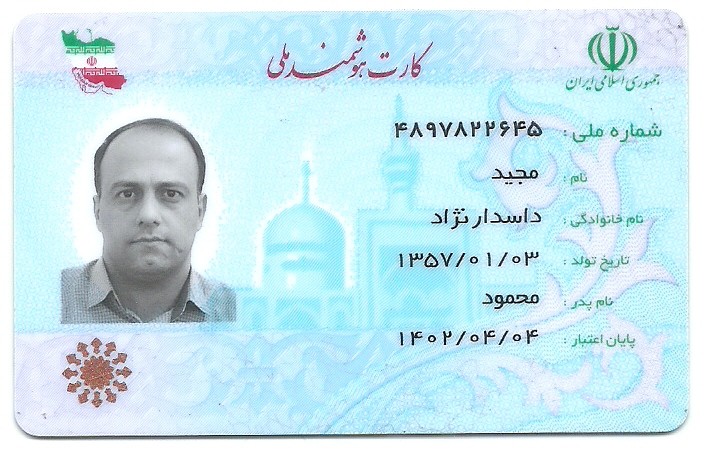 کارت هوشمند ملی
جمهوری اسلامی ایران
شماره ملی : ۴۸۹۷۸۲۲۶۴۵
نام : مجید
نام خانوادگی : داسدار نژاد
تاریخ تولد : ۱۳۵۷/۰۱/۰۳
نام پدر : محمود
پایان اعتبار : ۱۴۰۲/۰۴/۰۴